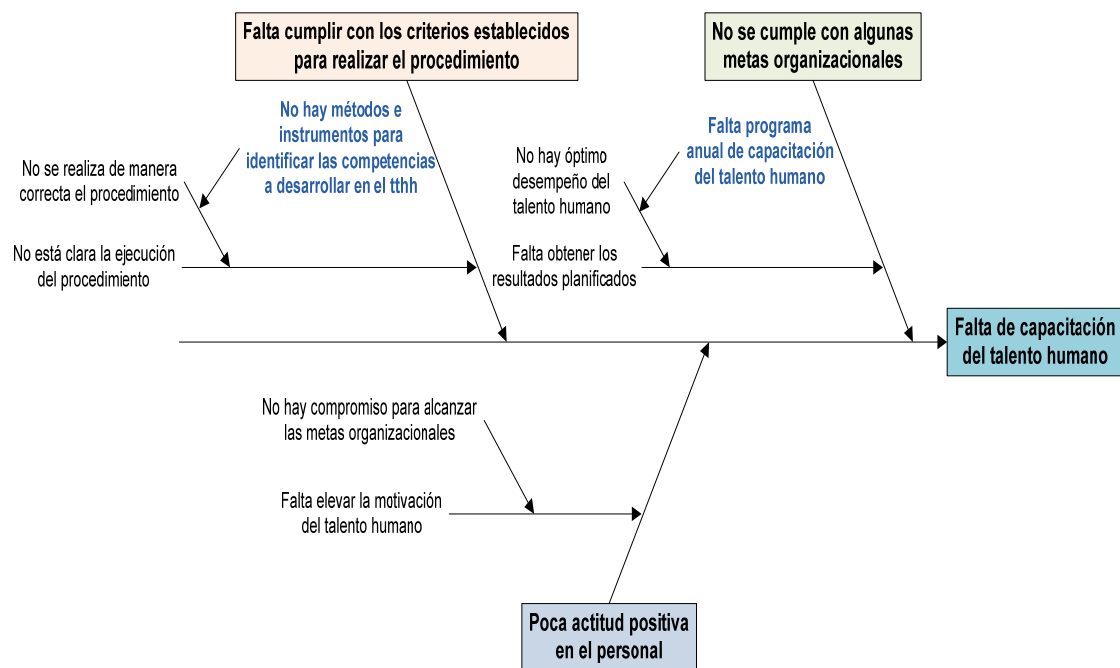 Falta cumplir con los criterios establecidos
para realizar el procedimiento
No se cumple con algunas
metas organizacionales
No hay métodos e
instrumentos para
identificar las competencias
a desarrollar en el tthh
No se realiza de manera
correcta el procedimiento
No está clara la ejecución
del procedimiento
Falta programa
anual de capacitación
del talento humano
No hay óptimo
desempeño del
talento humano
Falta obtener los
resultados planificados
Falta de capacitación
del talento humano
No hay compromiso para alcanzar
las metas organizacionales
Falta elevar la motivación
del talento humano
Poca actitud positiva
en el personal